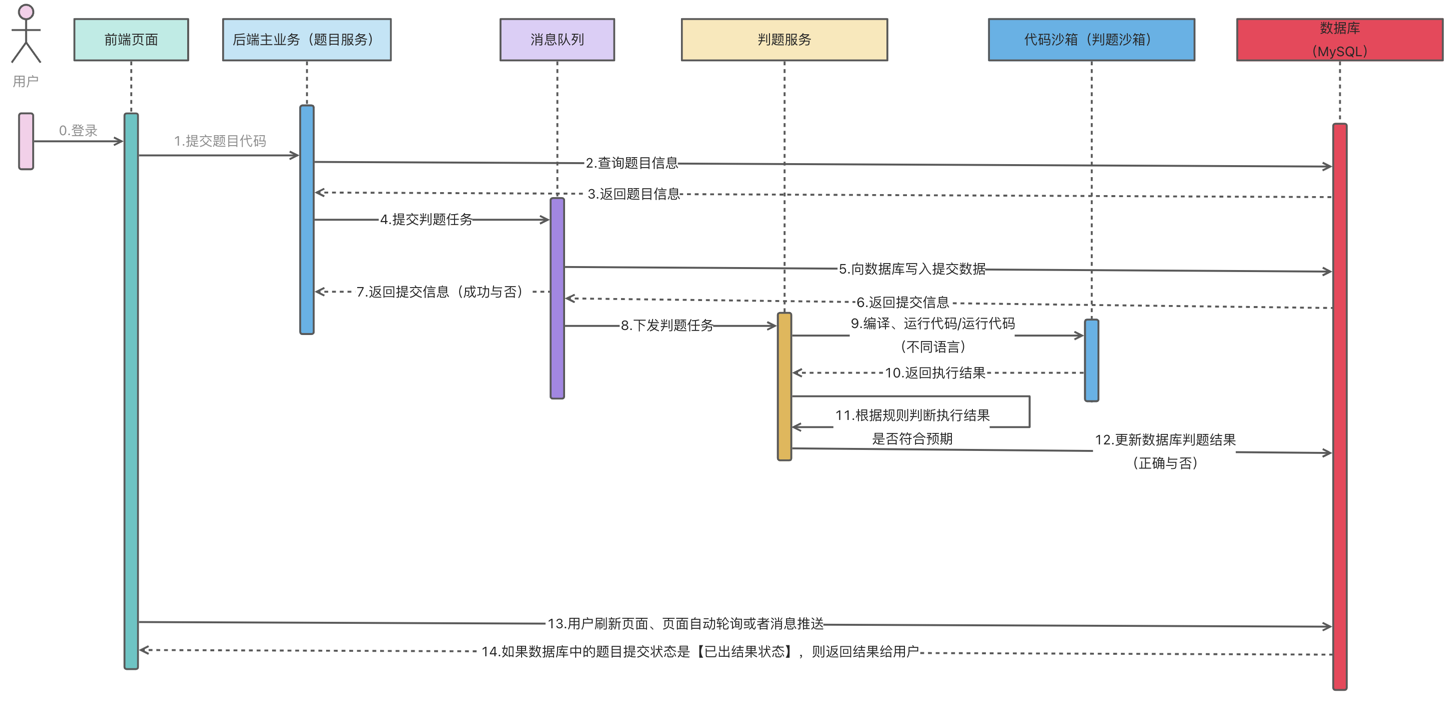 用户
前端页面
后端主业务（题目服务）
消息队列
判题服务
代码沙箱（判题沙箱）
数据库
（MySQL）
0.登录
1.提交题目代码
2.查询题目信息
3.返回题目信息
4.提交判题任务
5.向数据库写入提交数据
6.返回提交信息
7.返回提交信息（成功与否）
8.下发判题任务
9.编译、运行代码/运行代码
（不同语言）
10.返回执行结果
11.根据规则判断执行结果
是否符合预期
12.更新数据库判题结果
（正确与否）
13.用户刷新页面、页面自动轮询或者消息推送
14.如果数据库中的题目提交状态是【已出结果状态】，则返回结果给用户